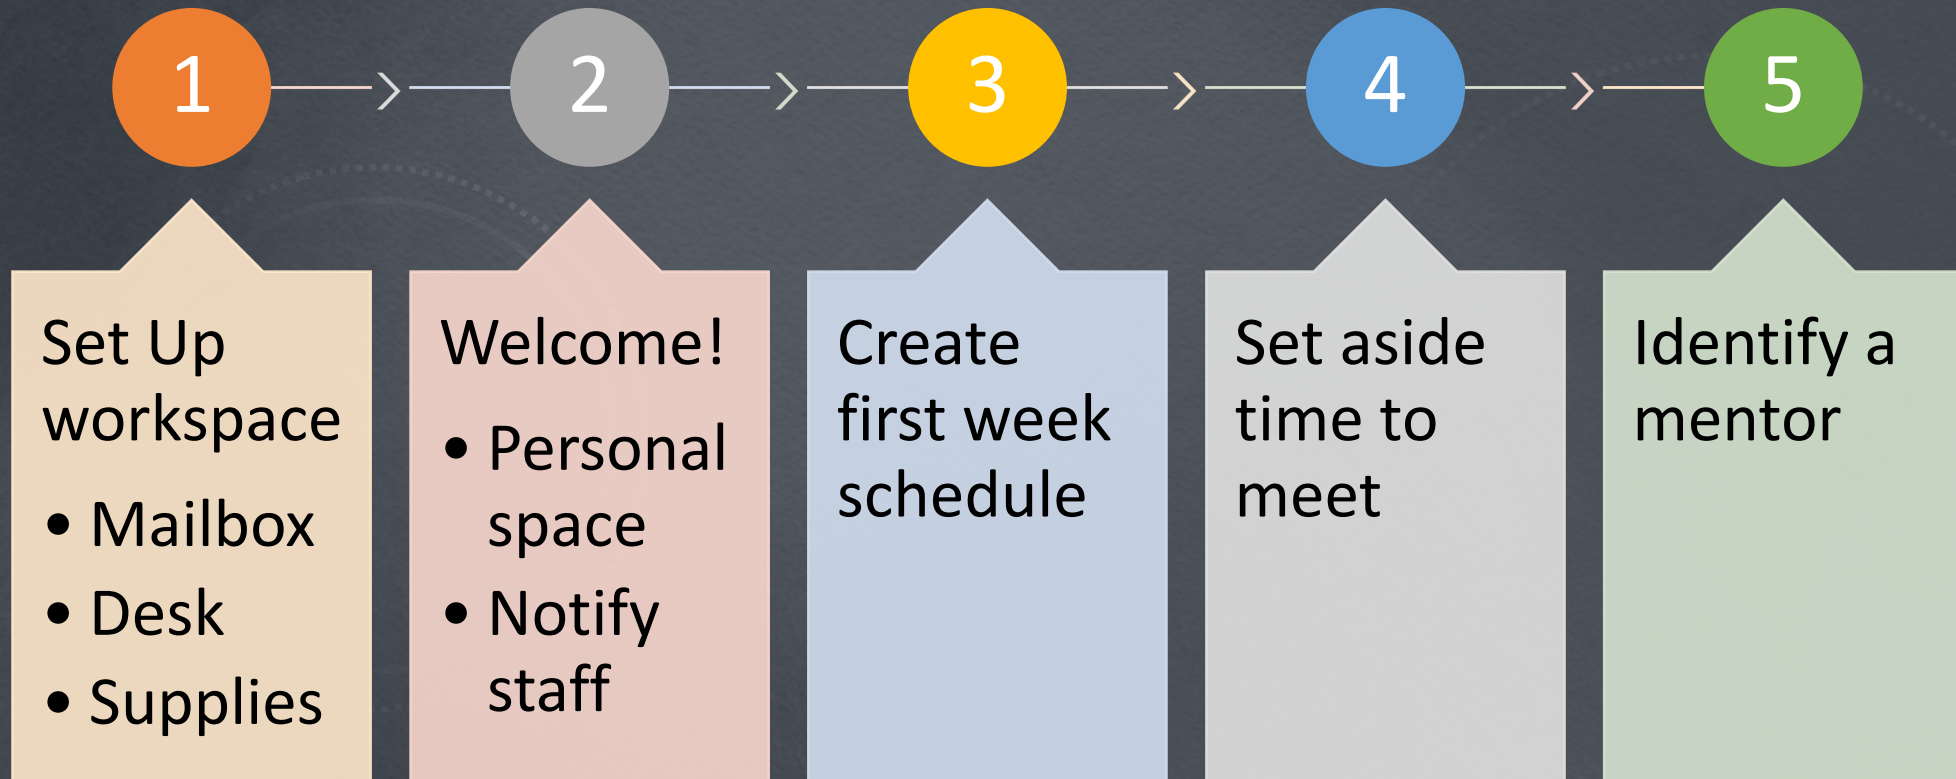 1
2
3
4
5
Set Up
workspace
• Mailbox
• Desk
• Supplies
Welcome!
• Personal
space
• Notify
staff
Create
first week
schedule
Set aside
time to
meet
Identify a
mentor